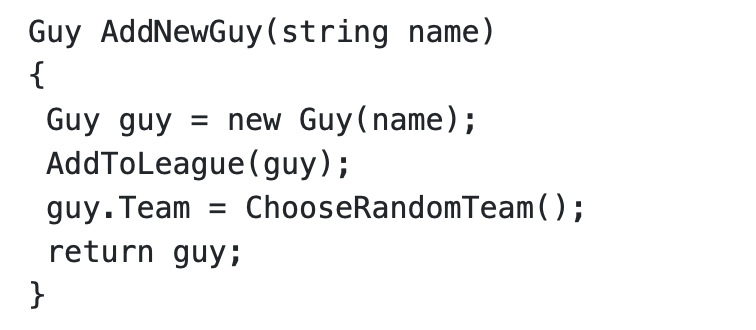 Guy AddNewGuy(string name)
{
 Guy guy = new Guy(name);
 AddToLeague(guy);
 guy.Team = ChooseRandomTeam();
 return guy;
}